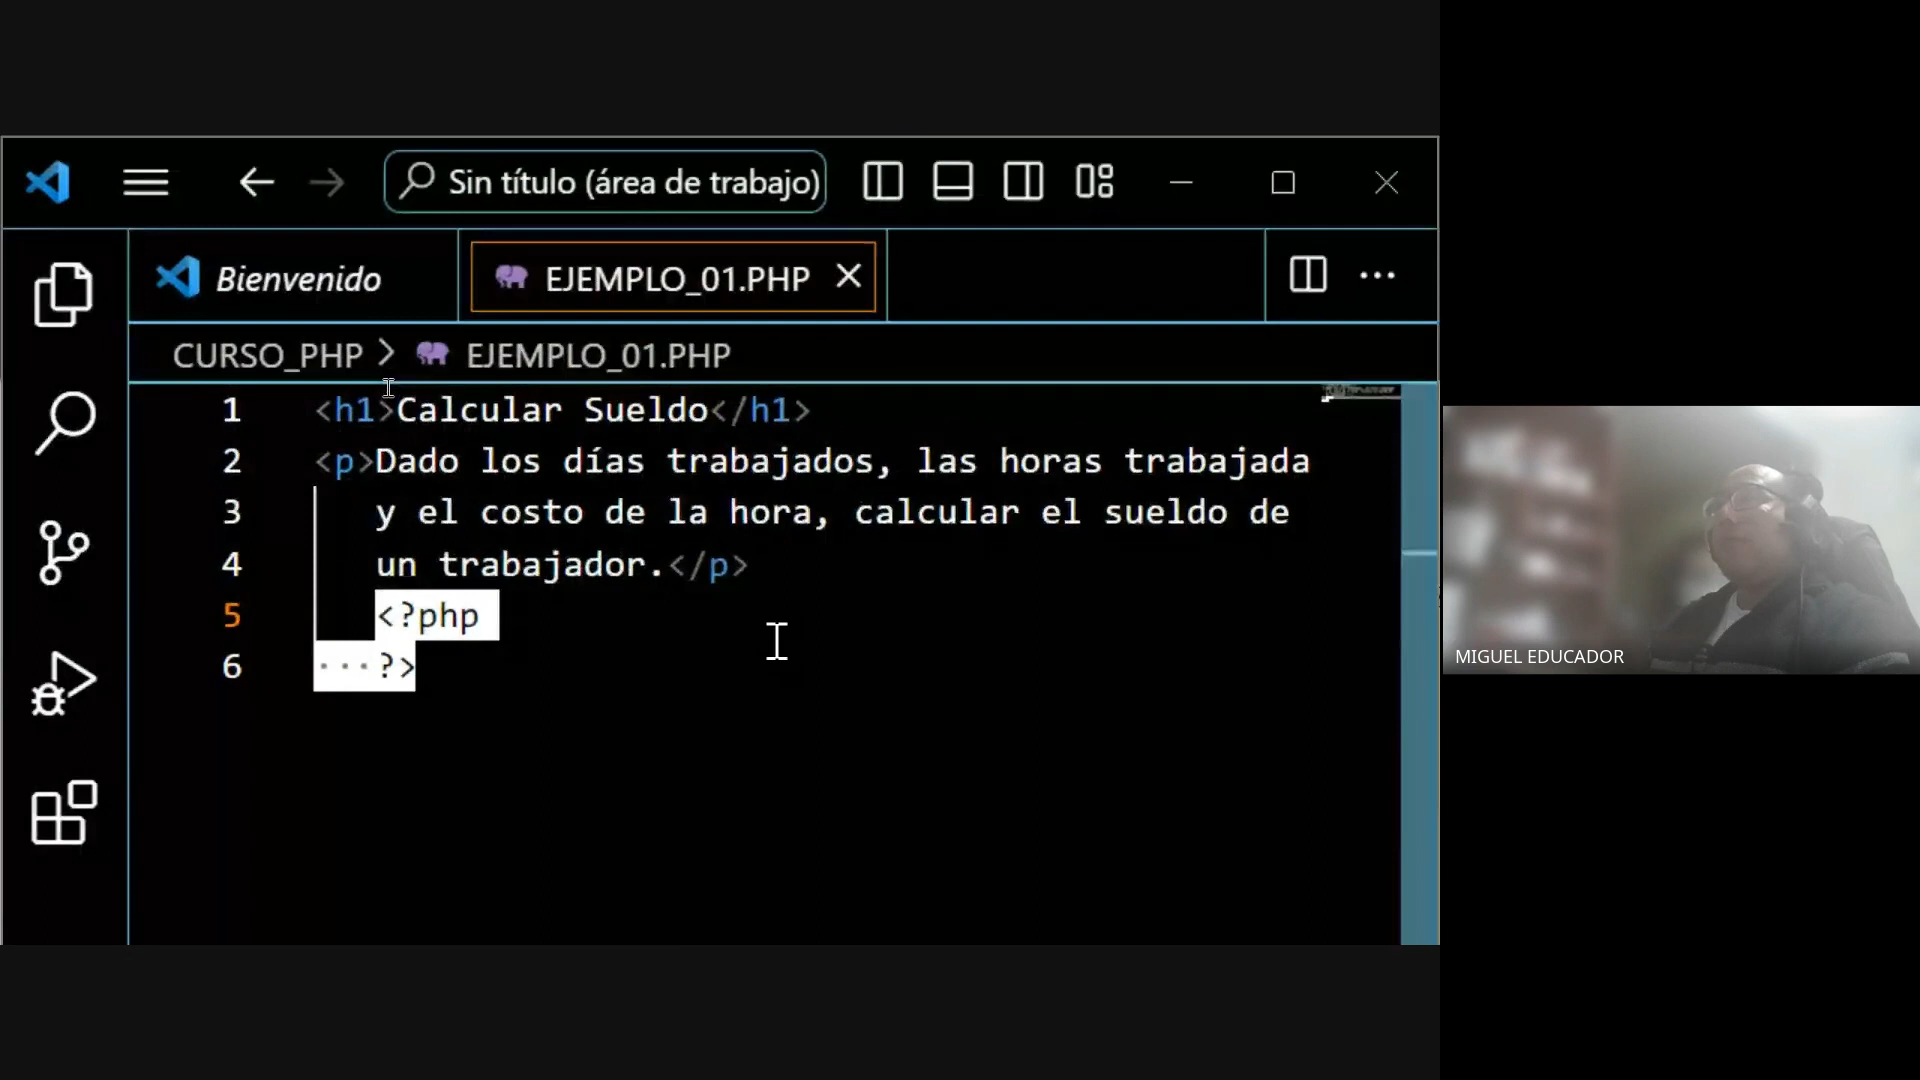 Sin título (área de trabajo)
Bienvenido
EJEMPLO_01.PHP
CURSO_PHP > EJEMPLO_01.PHP
1 <h1>Calcular Sueldo</h1>
2 <p>Dado los días trabajados, las horas trabajada
3 y el costo de la hora, calcular el sueldo de
4 un trabajador.</p>
5 <?php
6 ?>
MIGUEL EDUCADOR